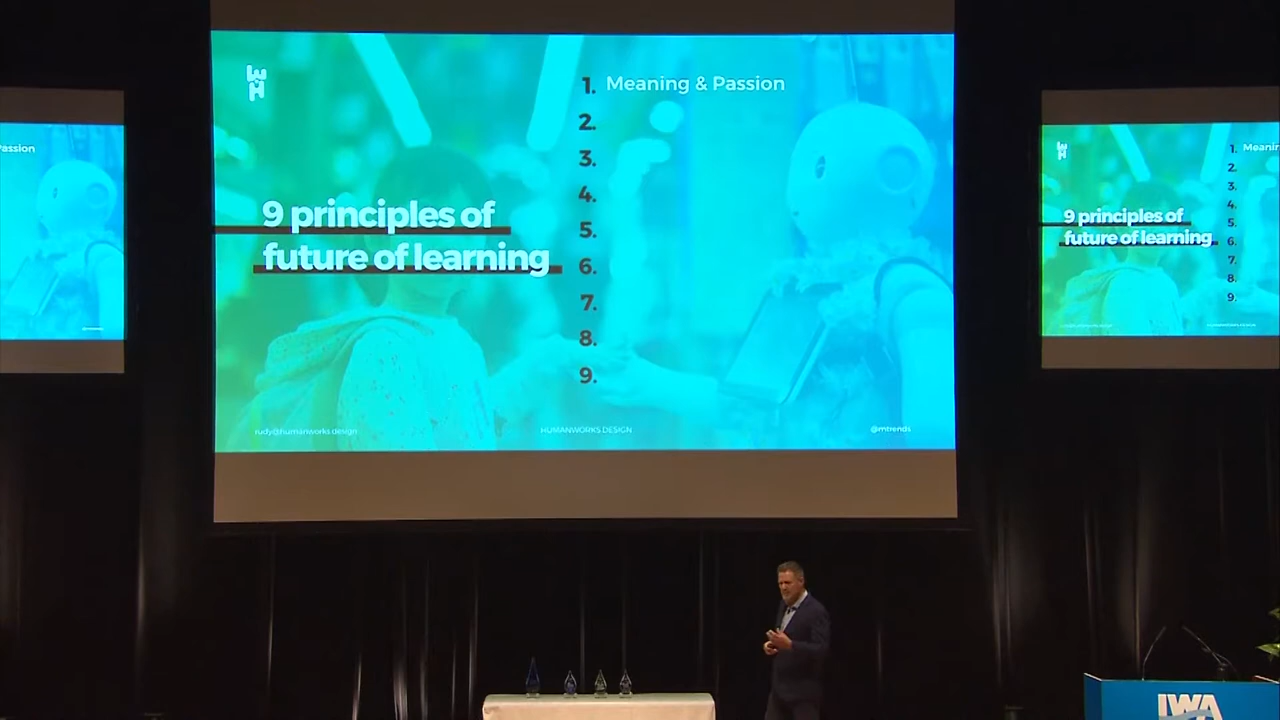 Passion
@mtrends
9 principles of
future of learning
1. Meaning & Passion
2.
3.
4.
5.
6.
7.
8.
9.
rudy@humanworks.design
HUMANWORKS DESIGN
@mtrends
9 principles of
future of learning
1. Meanin
2.
3.
4.
5.
6.
7.
8.
9.
IWA